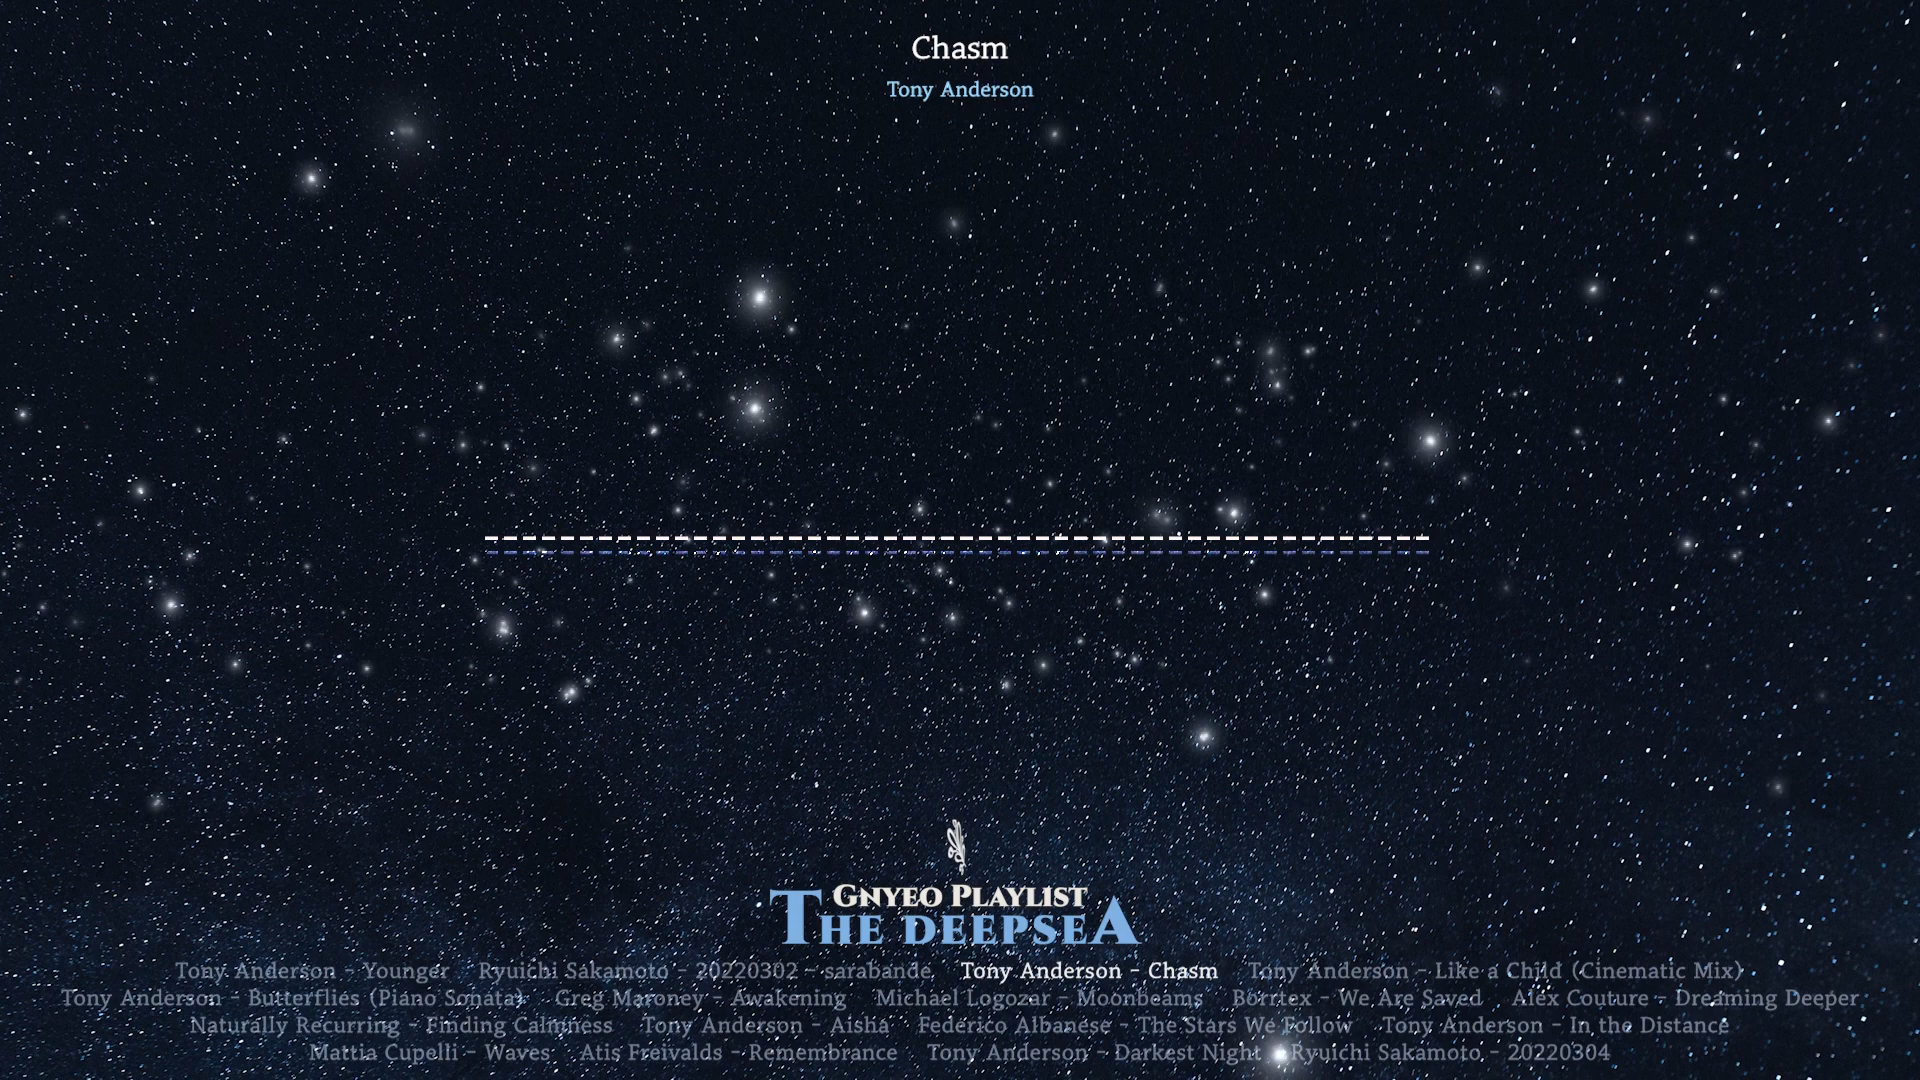 Chasm
Tony Anderson
Gnyeo Playlist
The deepsea
Tony Anderson - Younger Ryuichi Sakamoto - 20220302 - sarabande Tony Anderson - Chasm Tony Anderson - Like a Child (Cinematic Mix)
Tony Anderson - Butterflies (Piano Sonata) Greg Maroney - Awakening Michael Logozar - Moonbeams Borrtex - We Are Saved Alex Couture - Dreaming Deeper
Naturally Recurring - Finding Calmness Tony Anderson - Aisha Federico Albanese - The Stars We Follow Tony Anderson - In the Distance
Mattia Cupelli - Waves Atis Freivalds - Remembrance Tony Anderson - Darkest Night Ryuichi Sakamoto - 20220304